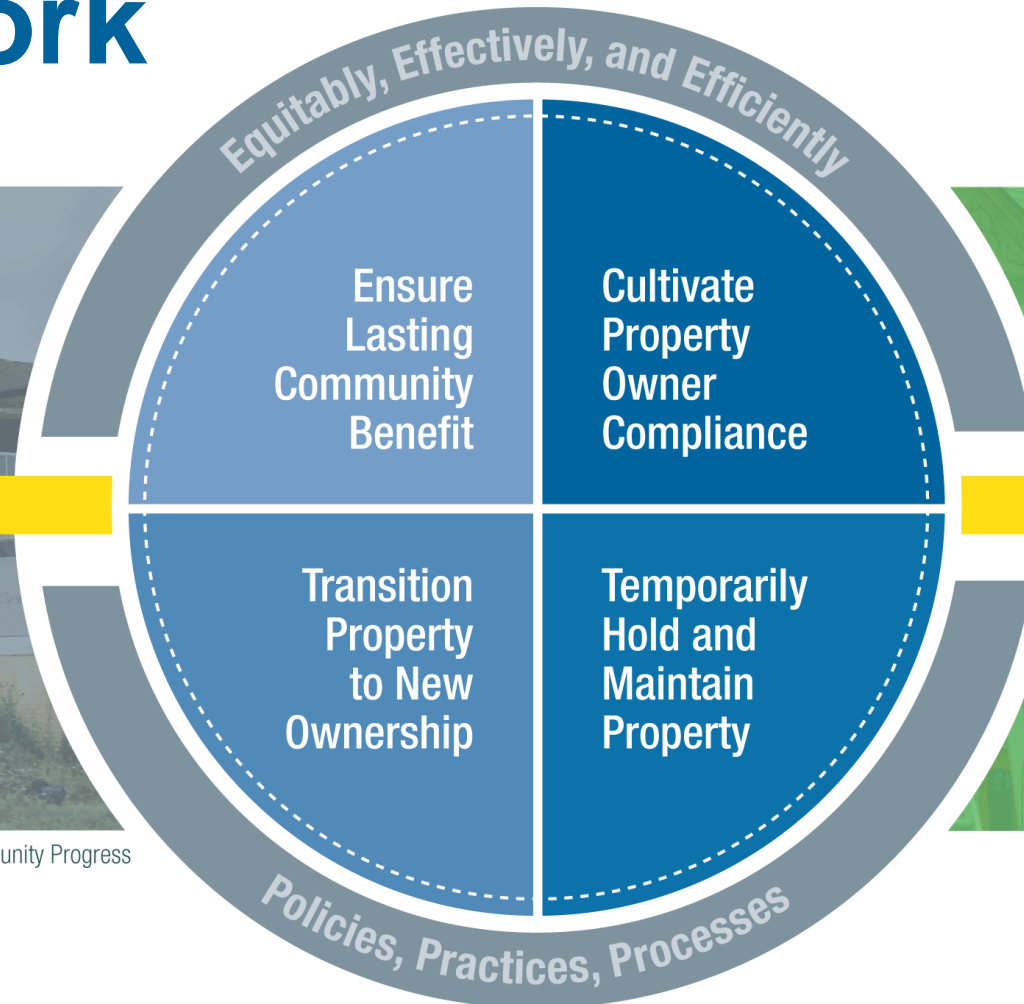 ork
Equitably, Effectively, and Efficiently
Ensure
Lasting
Community
Benefit
Cultivate
Property
Owner
Compliance
Transition
Property
to New
Ownership
Temporarily
Hold and
Maintain
Property
unity Progress
Policies, Practices, Processes